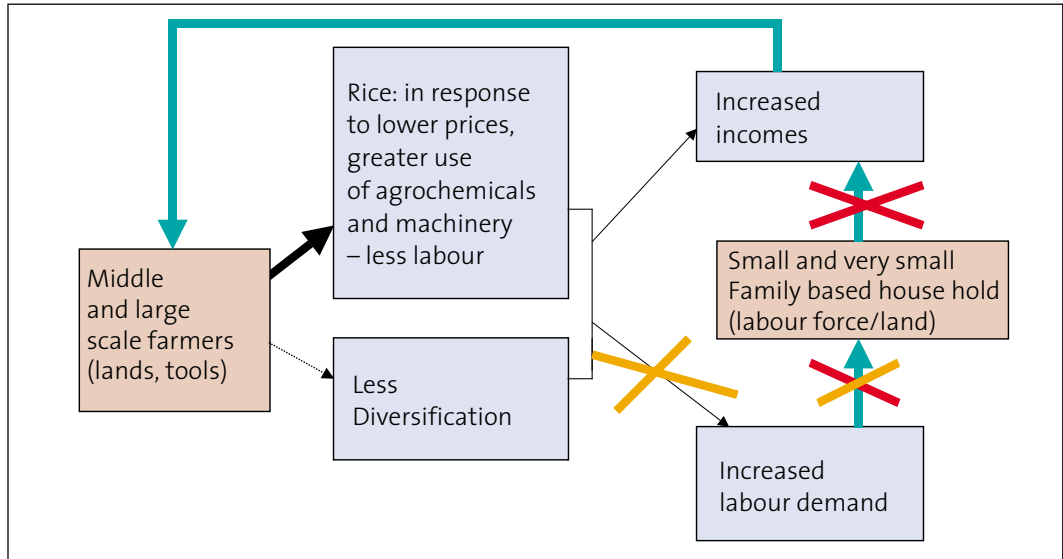 Rice: in response
to lower prices,
greater use
of agrochemicals
and machinery
– less labour
Increased
incomes
Middle
and large
scale farmers
(lands, tools)
Small and very small
Family based house hold
(labour force/land)
Less
Diversification
Increased
labour demand